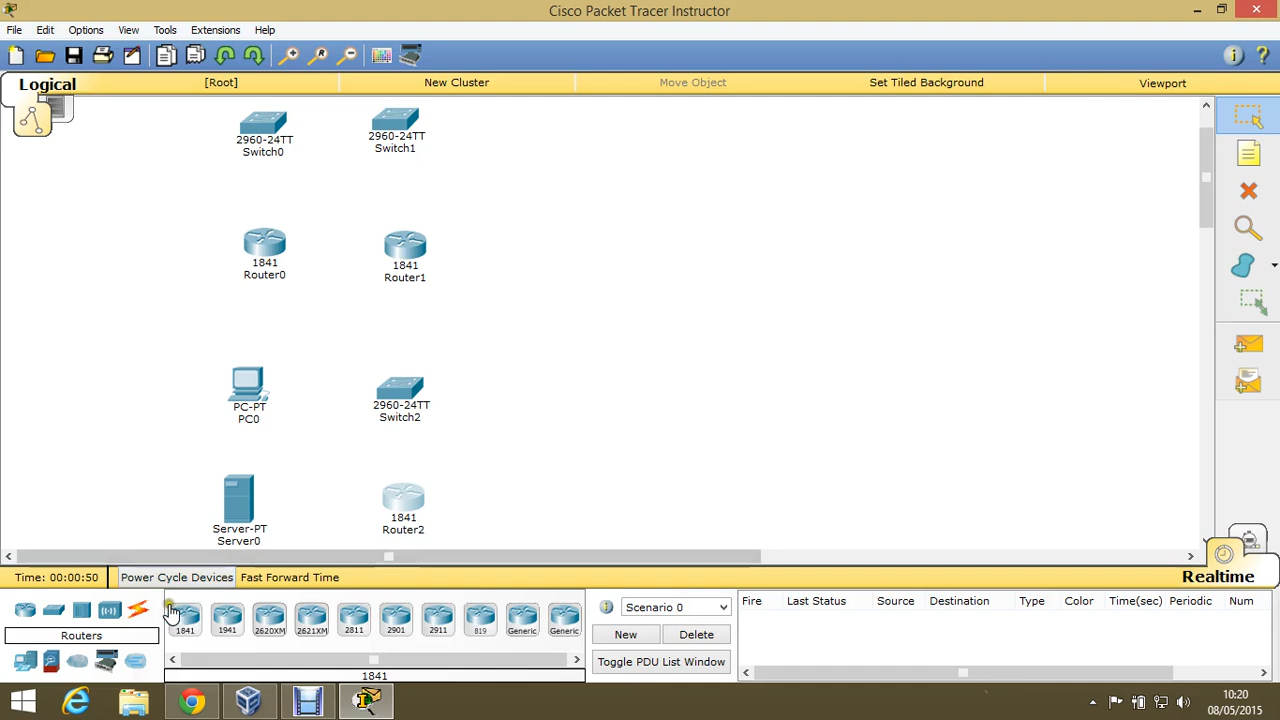 Cisco Packet Tracer Instructor
File Edit Options View Tools Extensions Help
Logical [Root] New Cluster Move Object Set Tiled Background Viewport
2960-24TT
Switch0
2960-24TT
Switch1
1841
Router0
1841
Router1
PC-PT
PC0
2960-24TT
Switch2
Server-PT
Server0
1841
Router2
Time: 00:00:50 Power Cycle Devices Fast Forward Time Realtime
Routers
1841 1941 2620XM 2621XM 2811 2901 2911 819 Generic Generic
1841
Scenario 0
New Delete
Toggle PDU List Window
Fire Last Status Source Destination Type Color Time(sec) Periodic Num
10:20
08/05/2015